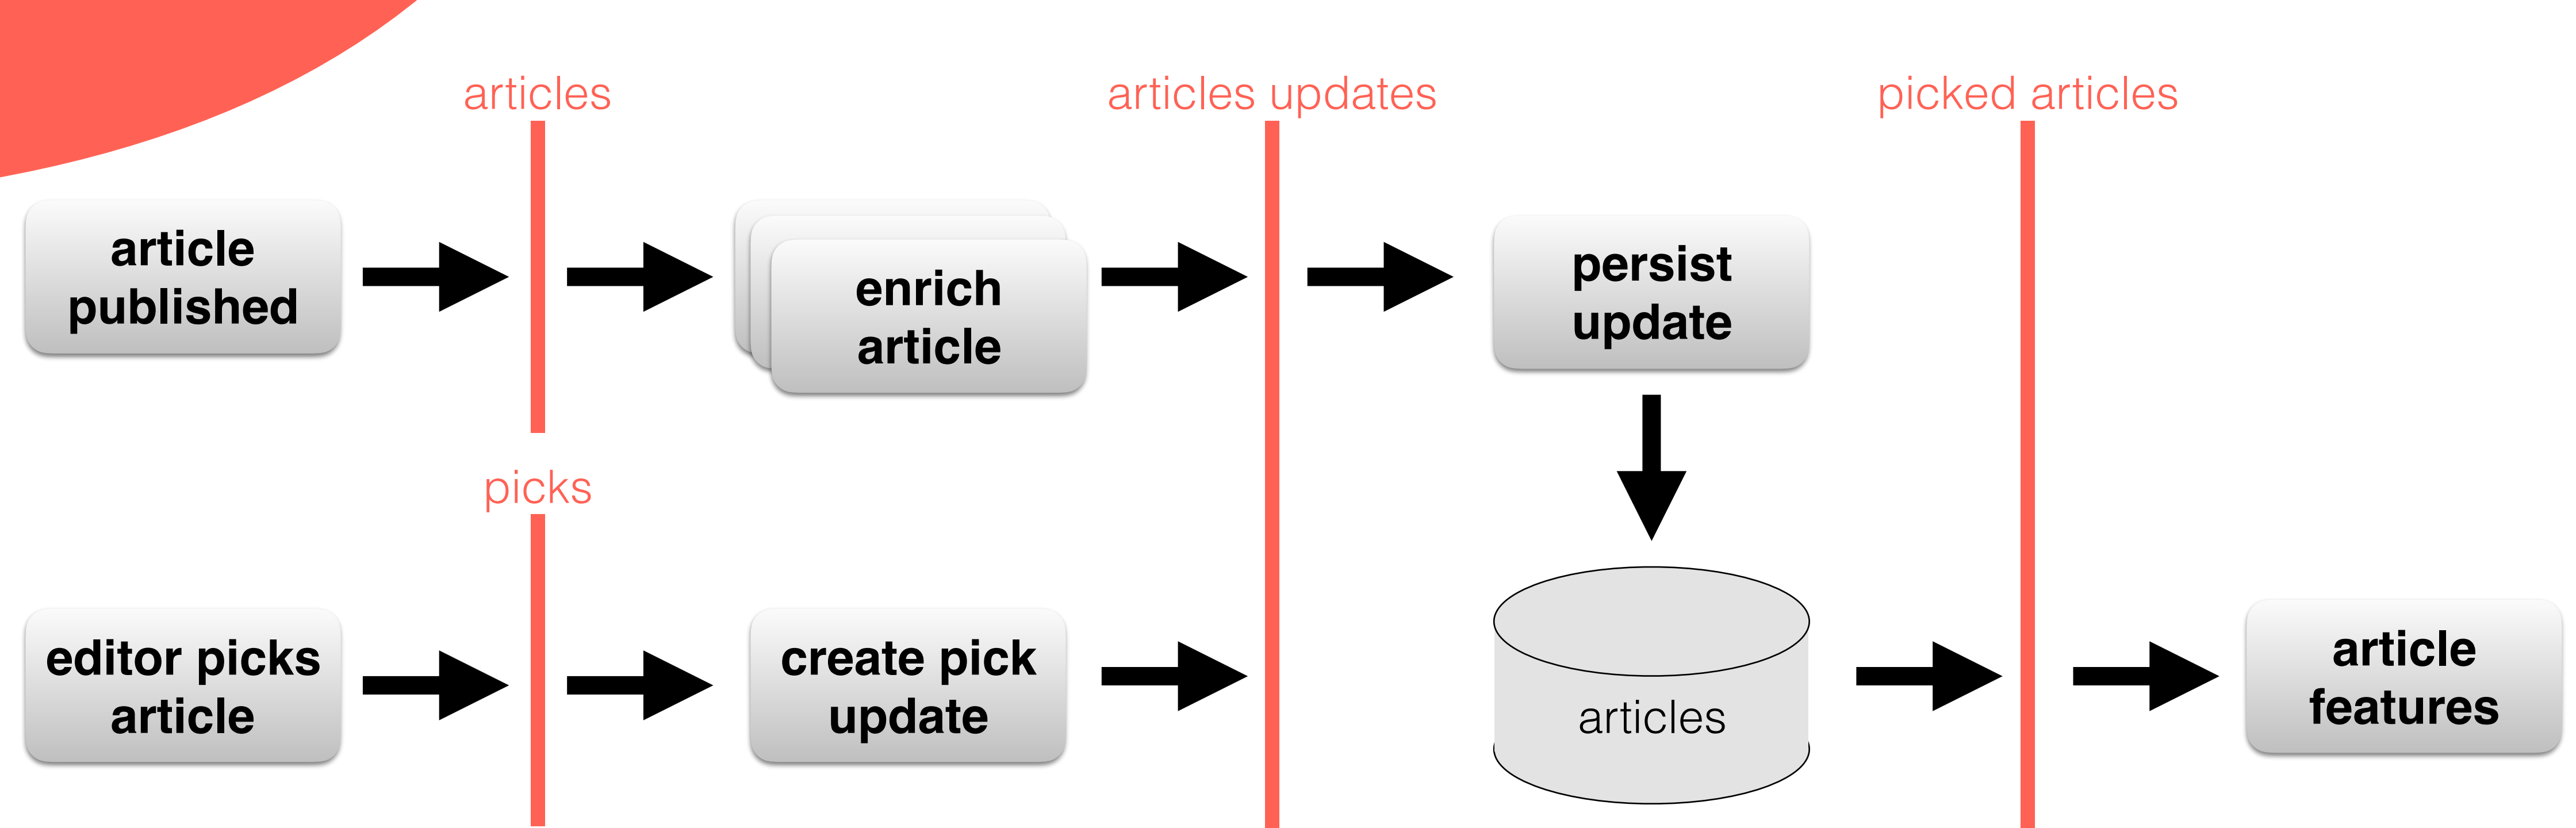 articles
articles updates
picked articles
article
published
enrich
article
persist
update
picks
editor picks
article
create pick
update
articles
article
features